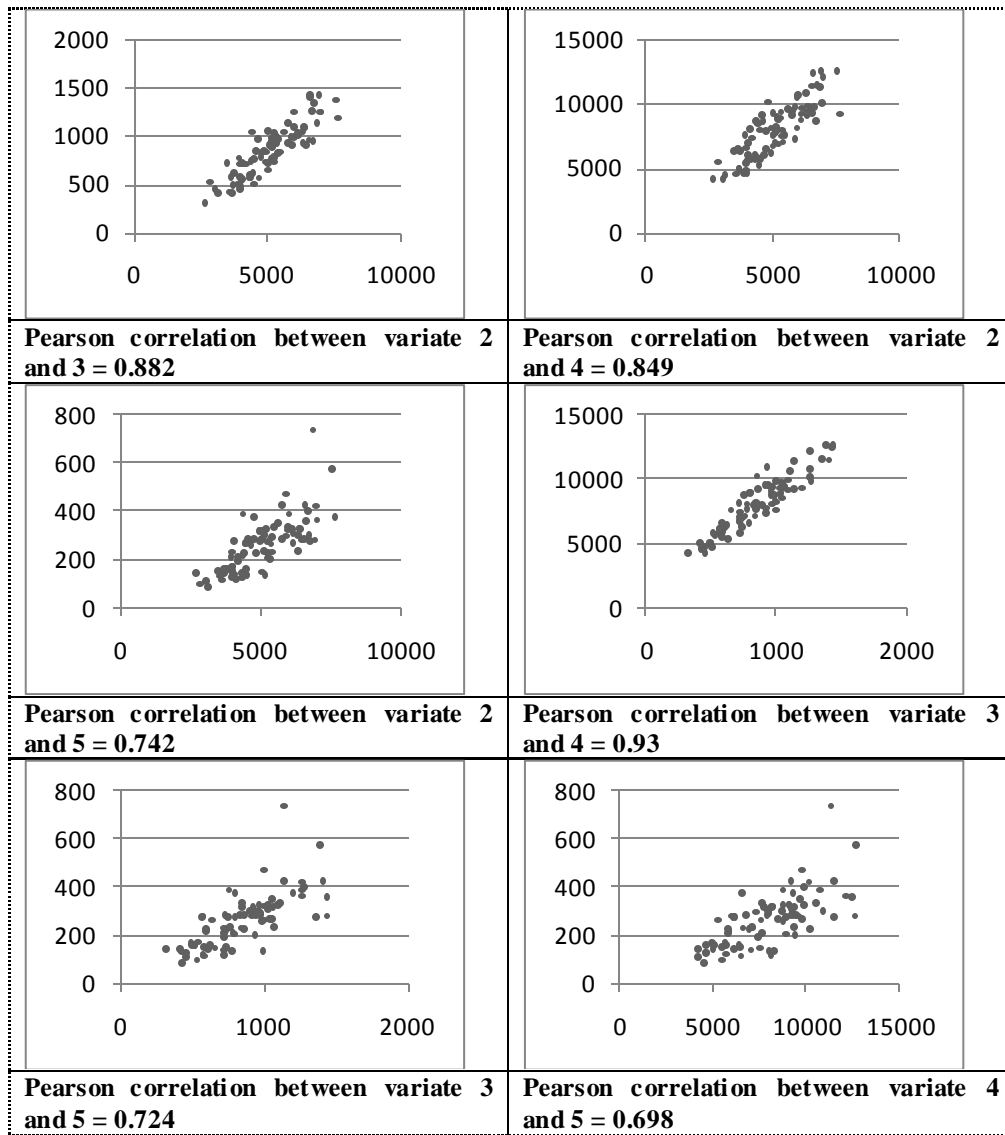 2000
1500
1000
500
0
0 5000 10000
15000
10000
5000
0
0 5000 10000
Pearson correlation between variate 2
and 3 = 0.882
Pearson correlation between variate 2
and 4 = 0.849
800
600
400
200
0
0 5000 10000
15000
10000
5000
0
0 1000 2000
Pearson correlation between variate 2
and 5 = 0.742
Pearson correlation between variate 3
and 4 = 0.93
800
600
400
200
0
0 1000 2000
800
600
400
200
0
0 5000 10000 15000
Pearson correlation between variate 3
and 5 = 0.724
Pearson correlation between variate 4
and 5 = 0.698